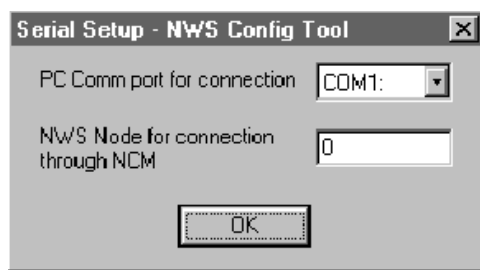 Serial Setup - NWS Config Tool
PC Comm port for connection COM1:
NWS Node for connection
through NCM
0
OK